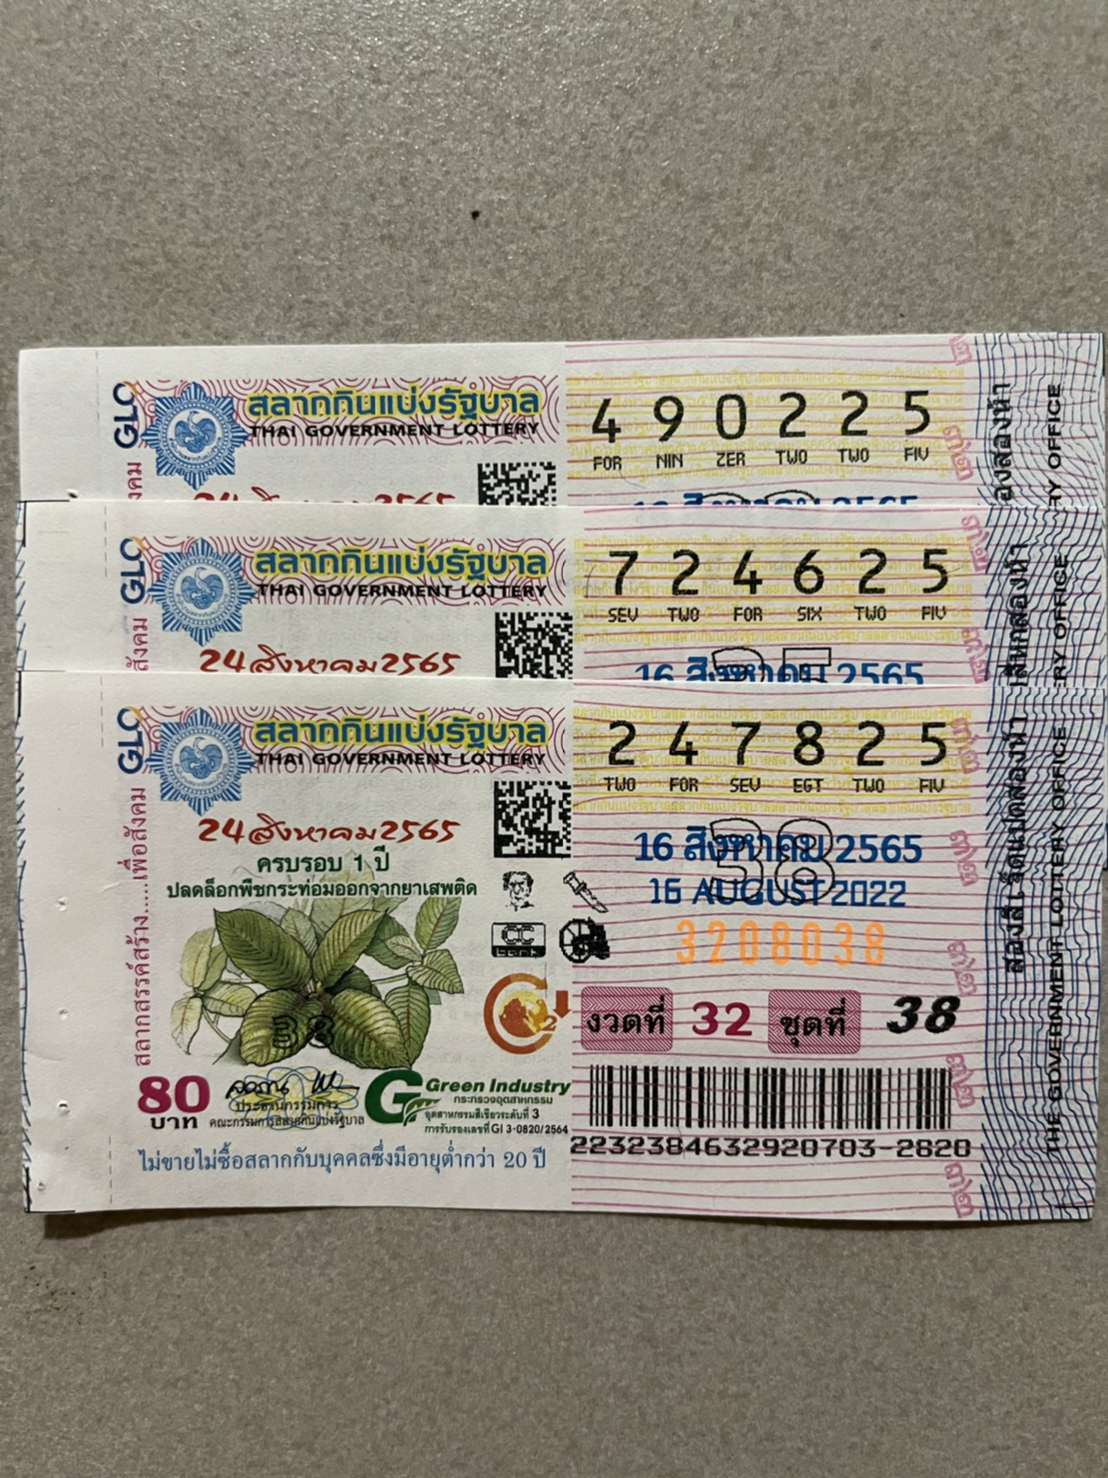 GLO
สลากกินแบ่งรัฐบาล
THAI GOVERNMENT LOTTERY
4 9 0 2 2 5
FOR NIN ZER TWO TWO FIV
24 สิงหาคม 2565
16 สิงหาคม 2565
GLO
สลากกินแบ่งรัฐบาล
THAI GOVERNMENT LOTTERY
7 2 4 6 2 5
SEV TWO FOR SIX TWO FIV
24 สิงหาคม 2565
16 สิงหาคม 2565
GLO
สลากกินแบ่งรัฐบาล
THAI GOVERNMENT LOTTERY
2 4 7 8 2 5
TWO FOR SEV EGT TWO FIV
24 สิงหาคม 2565
ครบรอบ 1 ปี
ปลดล็อกพืชกระท่อมออกจากยาเสพติด
16 สิงหาคม 2565
38
16 AUGUST 2022
3208038
งวดที่ 32 ชุดที่ 38
38
80
บาท
ประธานกรรมการ
คณะกรรมการสลากกินแบ่งรัฐบาล
G Green Industry
กระทรวงอุตสาหกรรม
อุตสาหกรรมสีเขียวระดับที่ 3
การรับรองเลขที่ GI 3-0820/2564
2232384632920703-2820
ไม่ขายไม่ซื้อสลากกับบุคคลซึ่งมีอายุต่ำกว่า 20 ปี
สลากสรรค์สร้าง.....เพื่อสังคม
สองสี่เจ็ดแปดสองห้า
THE GOVERNMENT LOTTERY OFFICE